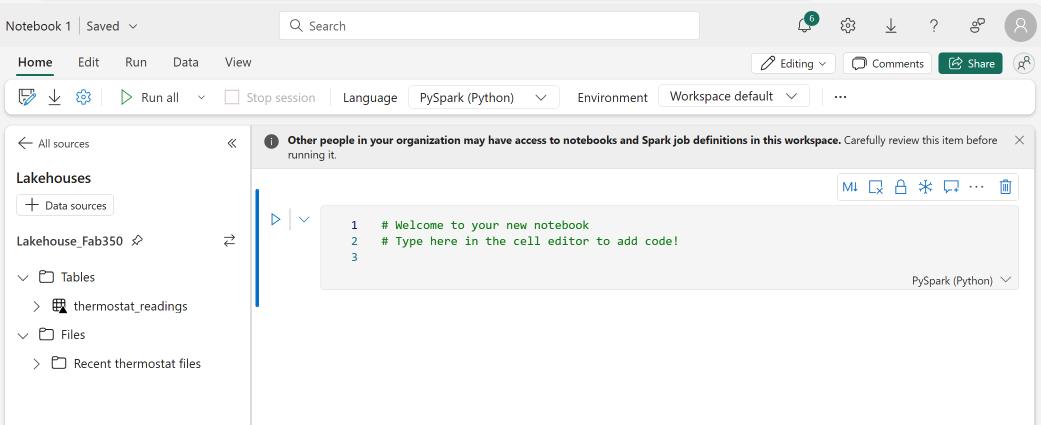 Notebook 1 Saved
Search
6
Home Edit Run Data View
Editing Comments Share
Run all Stop session Language PySpark (Python) Environment Workspace default
All sources
Lakehouses
Data sources
Lakehouse_Fab350
Tables
thermostat_readings
Files
Recent thermostat files
Other people in your organization may have access to notebooks and Spark job definitions in this workspace. Carefully review this item before
running it.
M↓
1 # Welcome to your new notebook
2 # Type here in the cell editor to add code!
3
PySpark (Python)